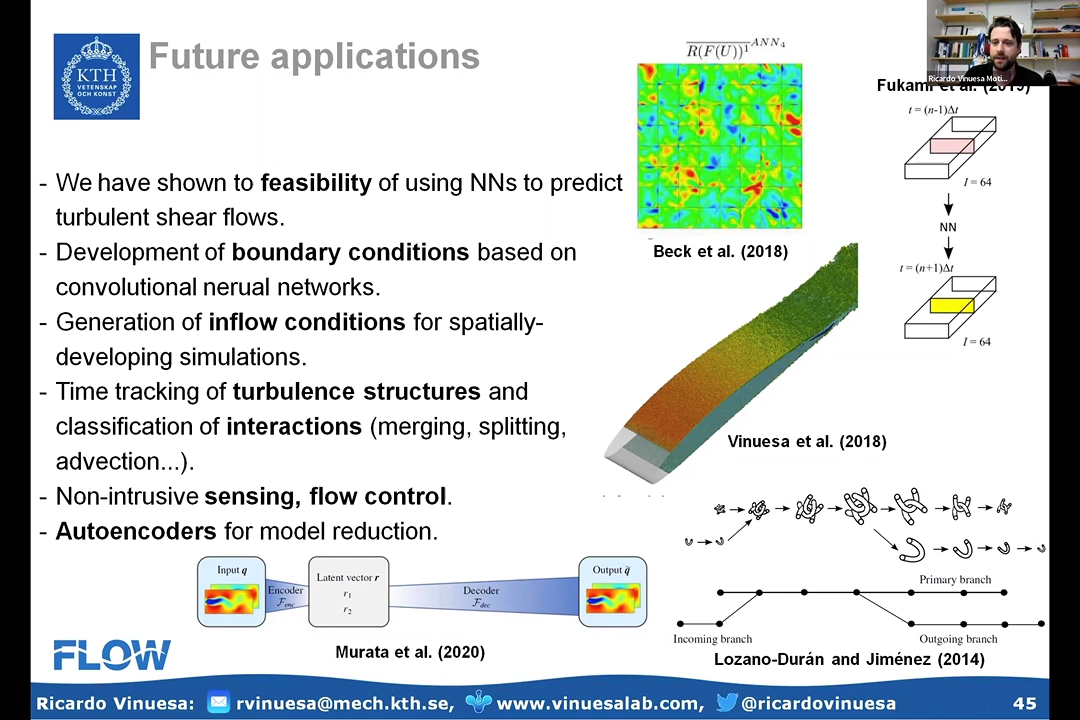 KTH
VETENSKAP
OCH KONST
Future applications
- We have shown to feasibility of using NNs to predict
turbulent shear flows.
- Development of boundary conditions based on
convolutional nerual networks.
- Generation of inflow conditions for spatially-
developing simulations.
- Time tracking of turbulence structures and
classification of interactions (merging, splitting,
advection...).
- Non-intrusive sensing, flow control.
- Autoencoders for model reduction.
R(F(U))¹ ANN₄
Beck et al. (2018)
Ricardo Vinuesa Moti...
Fukami et al. (2019)
t = (n-1)Δt
I = 64
NN
t = (n+1)Δt
I = 64
Vinuesa et al. (2018)
Primary branch
Incoming branch
Outgoing branch
Lozano-Durán and Jiménez (2014)
Input q
Encoder
F_enc
Latent vector r
r₁
r₂
Decoder
F_dec
Output q̃
Murata et al. (2020)
FLOW
Ricardo Vinuesa: rvinuesa@mech.kth.se, www.vinuesalab.com, @ricardovinuesa 45